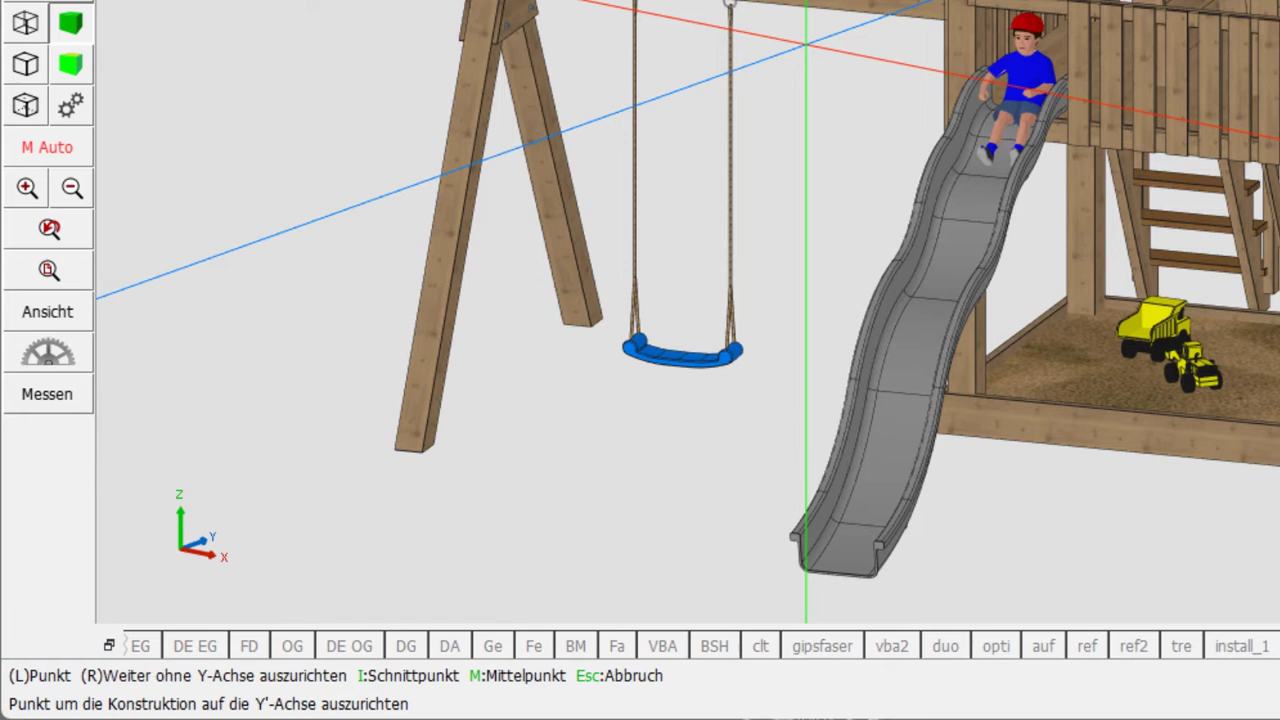 M Auto
Ansicht
Messen
Z
Y
X
EG DE EG FD OG DE OG DG DA Ge Fe BM Fa VBA BSH clt gipsfaser vba2 duo opti auf ref ref2 tre install_1
(L)Punkt (R)Weiter ohne Y-Achse auszurichten I:Schnittpunkt M:Mittelpunkt Esc:Abbruch
Punkt um die Konstruktion auf die Y'-Achse auszurichten